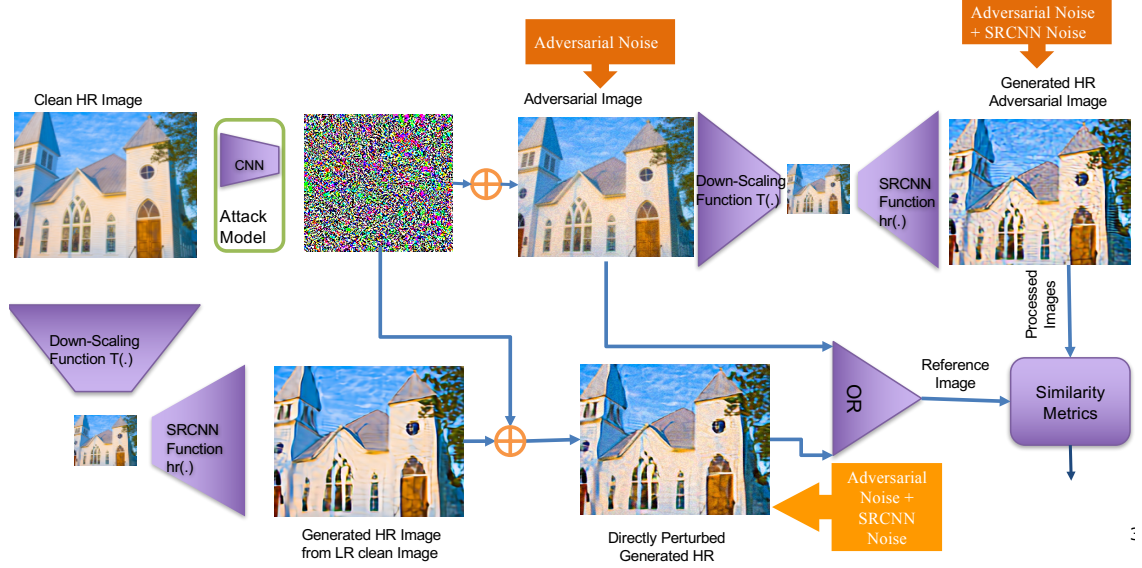 Adversarial Noise
Adversarial Noise
+ SRCNN Noise
Clean HR Image
Adversarial Image
Generated HR
Adversarial Image
CNN
Attack
Model
Down-Scaling
Function T(.)
SRCNN
Function
hr(.)
Processed
Images
Down-Scaling
Function T(.)
SRCNN
Function
hr(.)
OR
Reference
Image
Similarity
Metrics
Adversarial
Noise +
SRCNN
Noise
Generated HR Image
from LR clean Image
Directly Perturbed
Generated HR
3